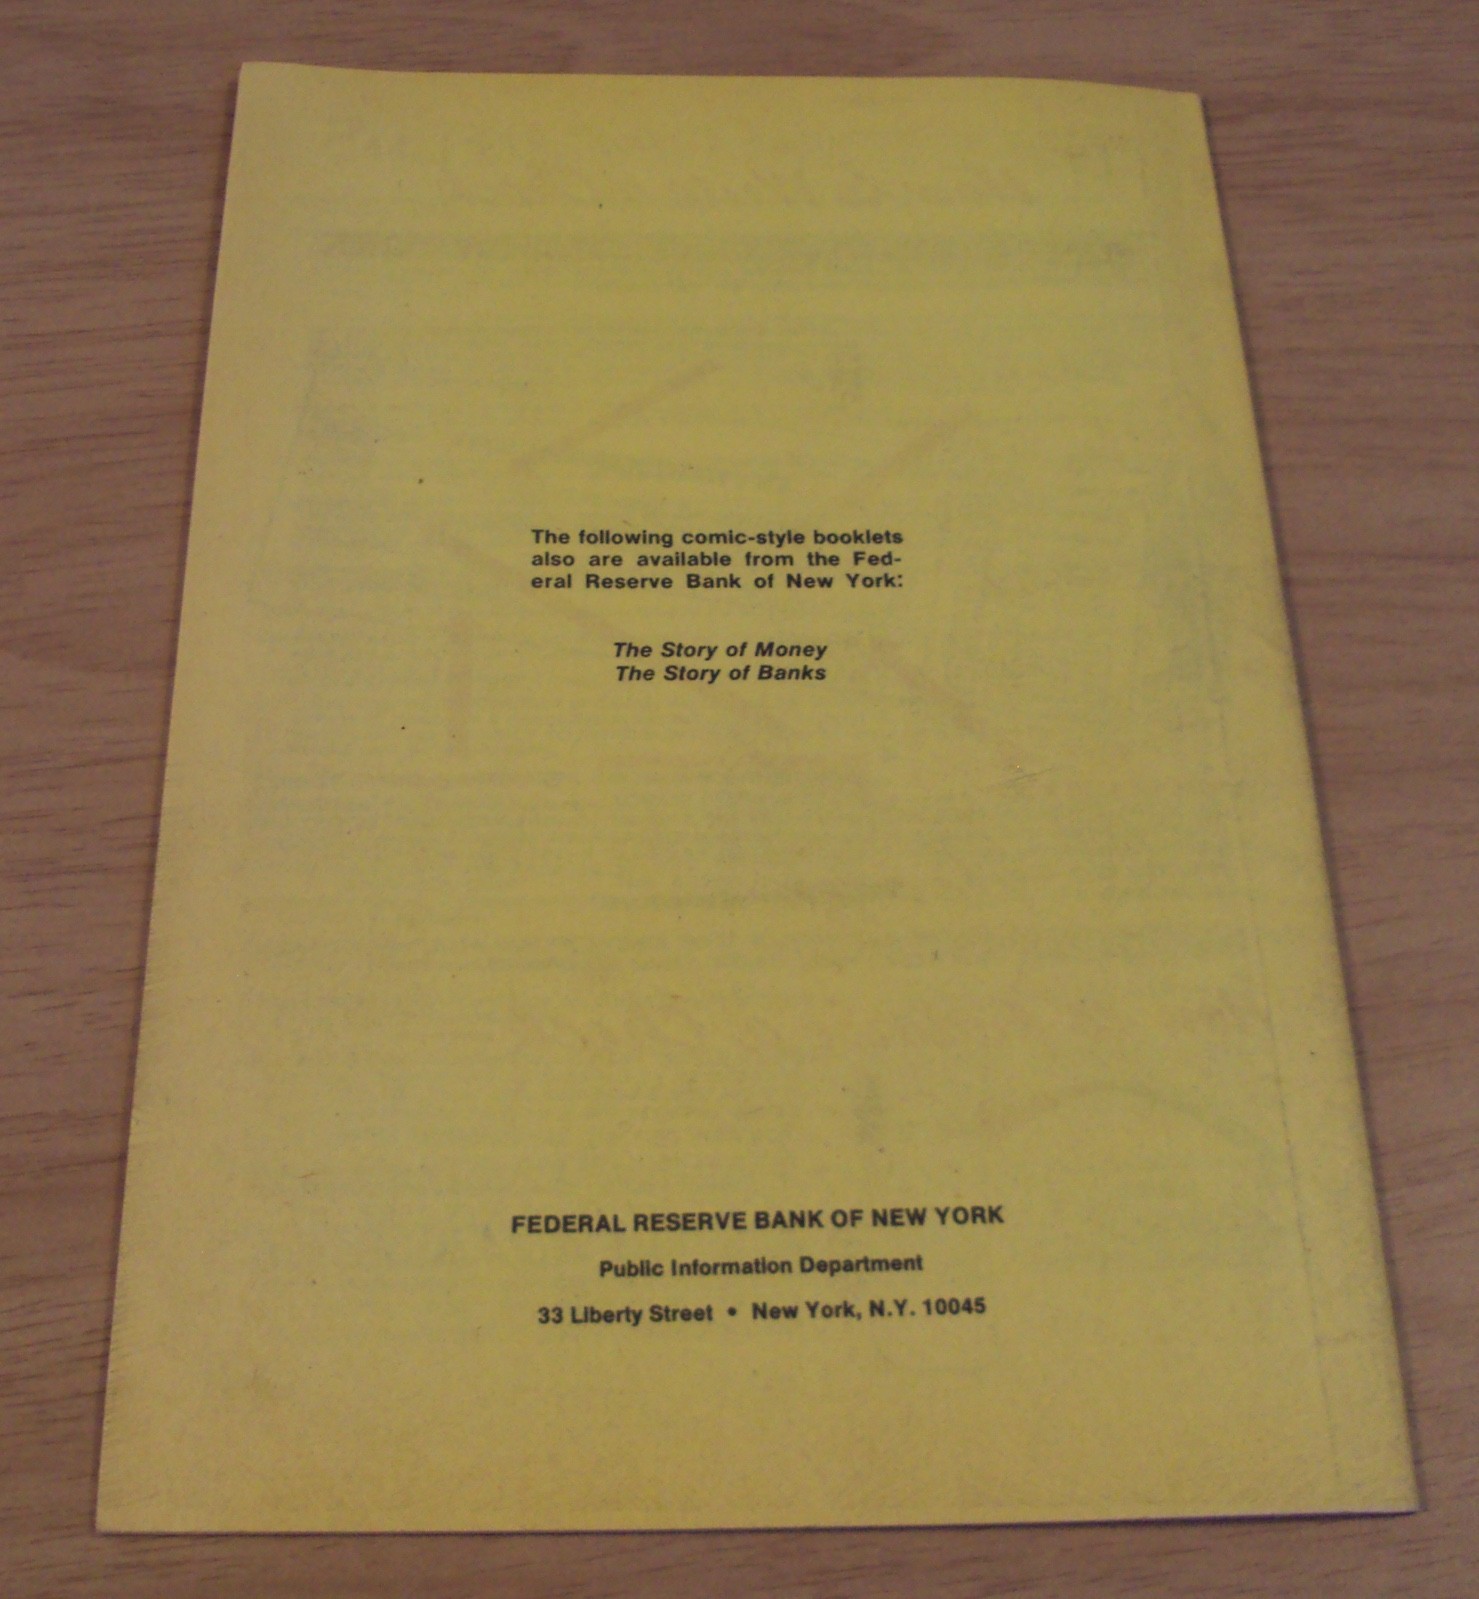 The following comic-style booklets
also are available from the Fed-
eral Reserve Bank of New York:
The Story of Money
The Story of Banks
FEDERAL RESERVE BANK OF NEW YORK
Public Information Department
33 Liberty Street • New York, N.Y. 10045